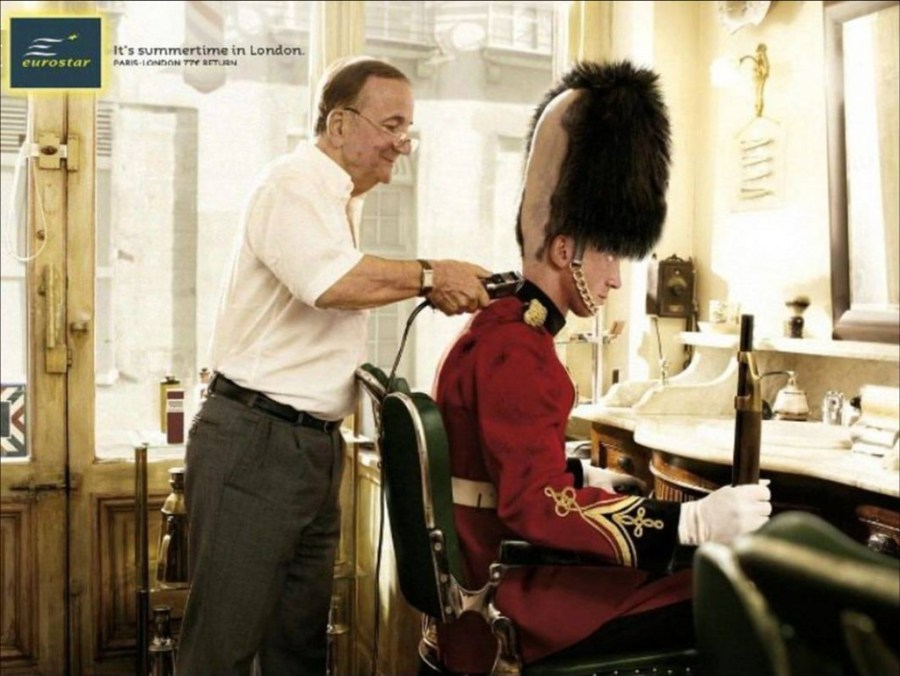 eurostar
It's summertime in London.
PARIS-LONDON 77€ RETURN